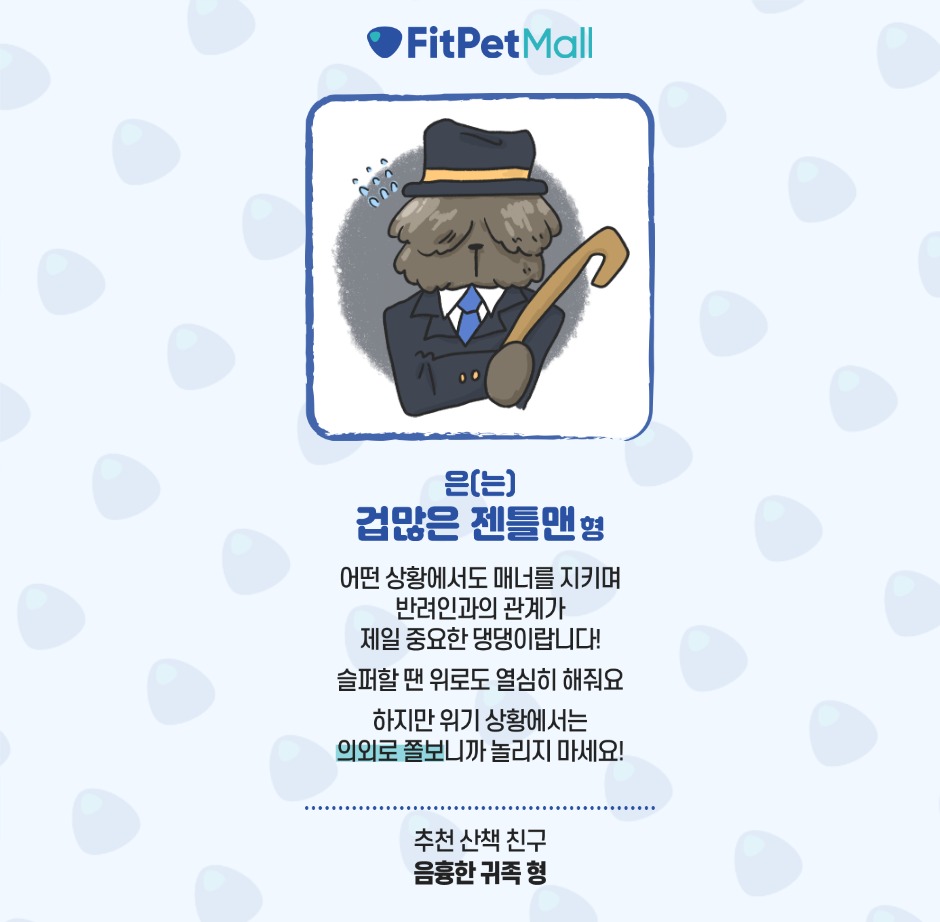 FitPetMall
은(는)
겁많은 젠틀맨 형
어떤 상황에서도 매너를 지키며
반려인과의 관계가
제일 중요한 댕댕이랍니다!
슬퍼할 땐 위로도 열심히 해줘요
하지만 위기 상황에서는
의외로 쫄보니까 놀리지 마세요!
추천 산책 친구
음흉한 귀족 형